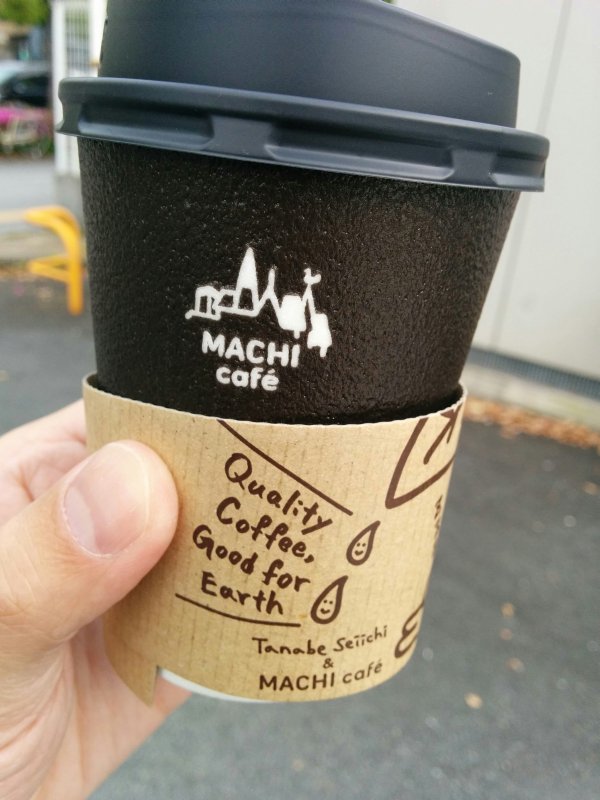 MACHI
café
Quality
Coffee,
Good for
Earth
Tanabe Seiichi
&
MACHI café